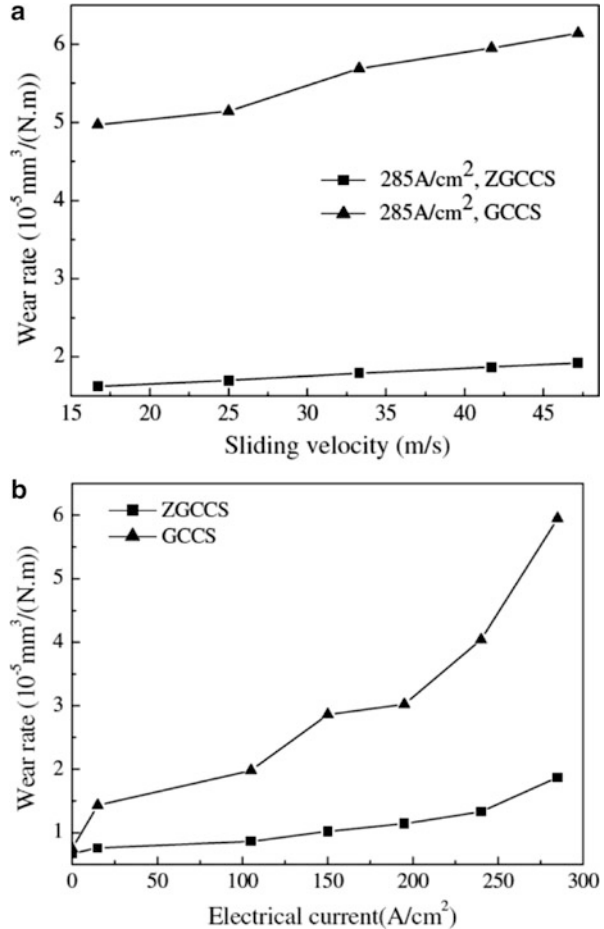 a
6
5
4
3
2
Wear rate (10⁻⁵mm³/(N.m))
285A/cm², ZGCCS
285A/cm², GCCS
15 20 25 30 35 40 45
Sliding velocity (m/s)
b
6
5
4
3
2
1
Wear rate (10⁻⁵mm³/(N.m))
ZGCCS
GCCS
0 50 100 150 200 250 300
Electrical current(A/cm²)